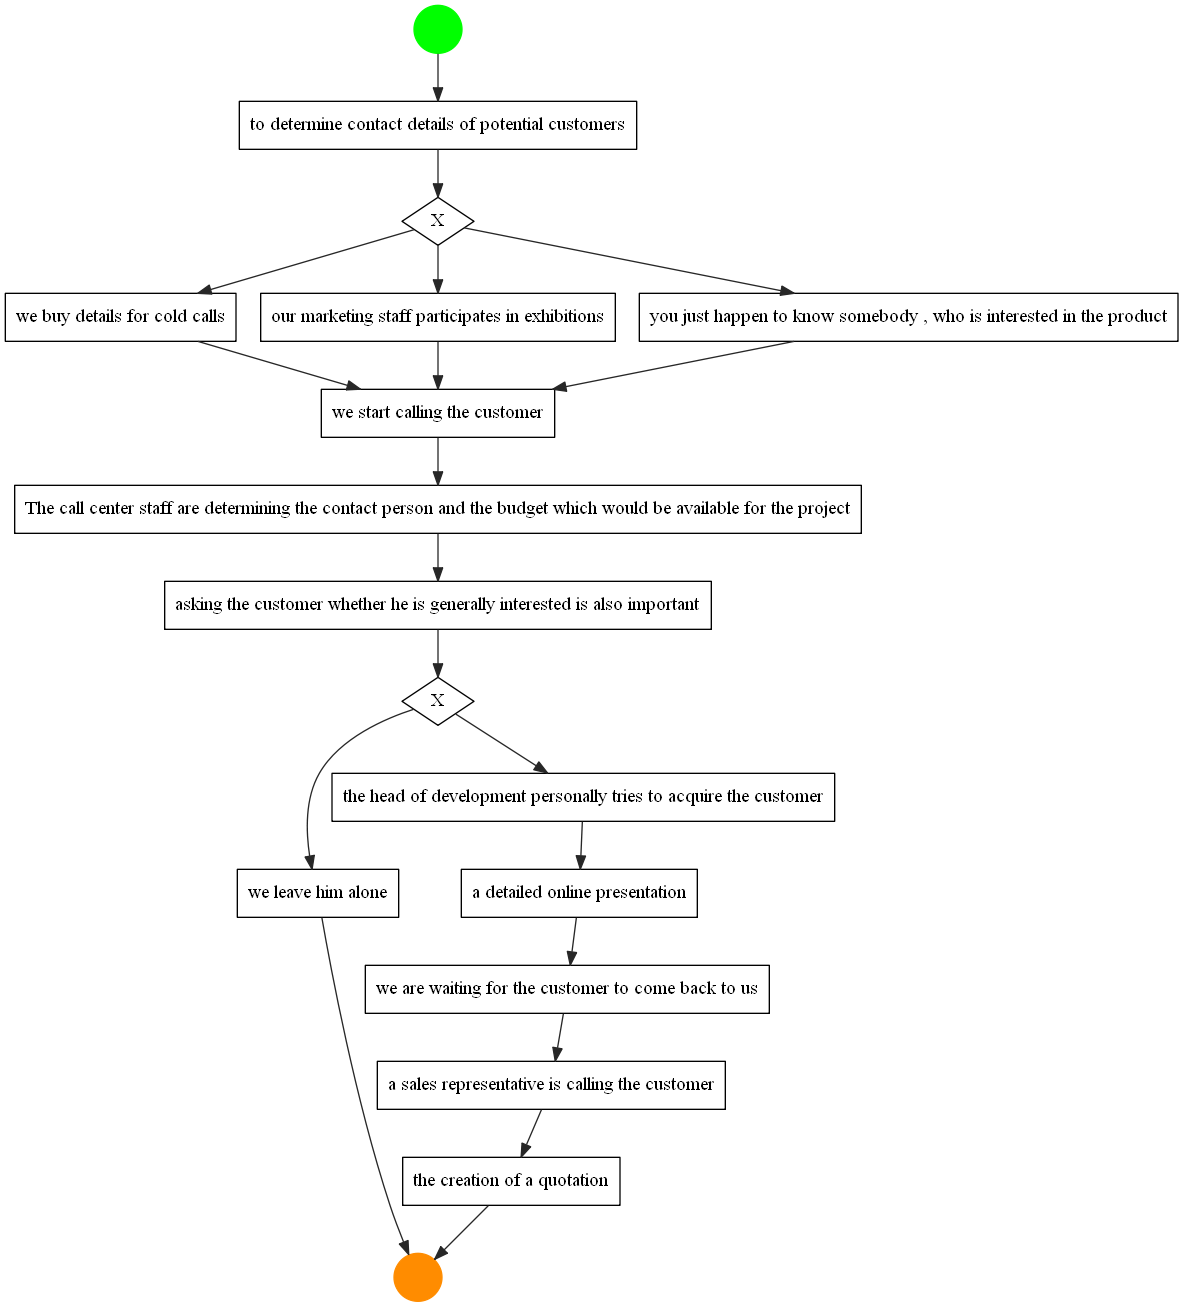 to determine contact details of potential customers
X
we buy details for cold calls
our marketing staff participates in exhibitions
you just happen to know somebody , who is interested in the product
we start calling the customer
The call center staff are determining the contact person and the budget which would be available for the project
asking the customer whether he is generally interested is also important
X
the head of development personally tries to acquire the customer
we leave him alone
a detailed online presentation
we are waiting for the customer to come back to us
a sales representative is calling the customer
the creation of a quotation